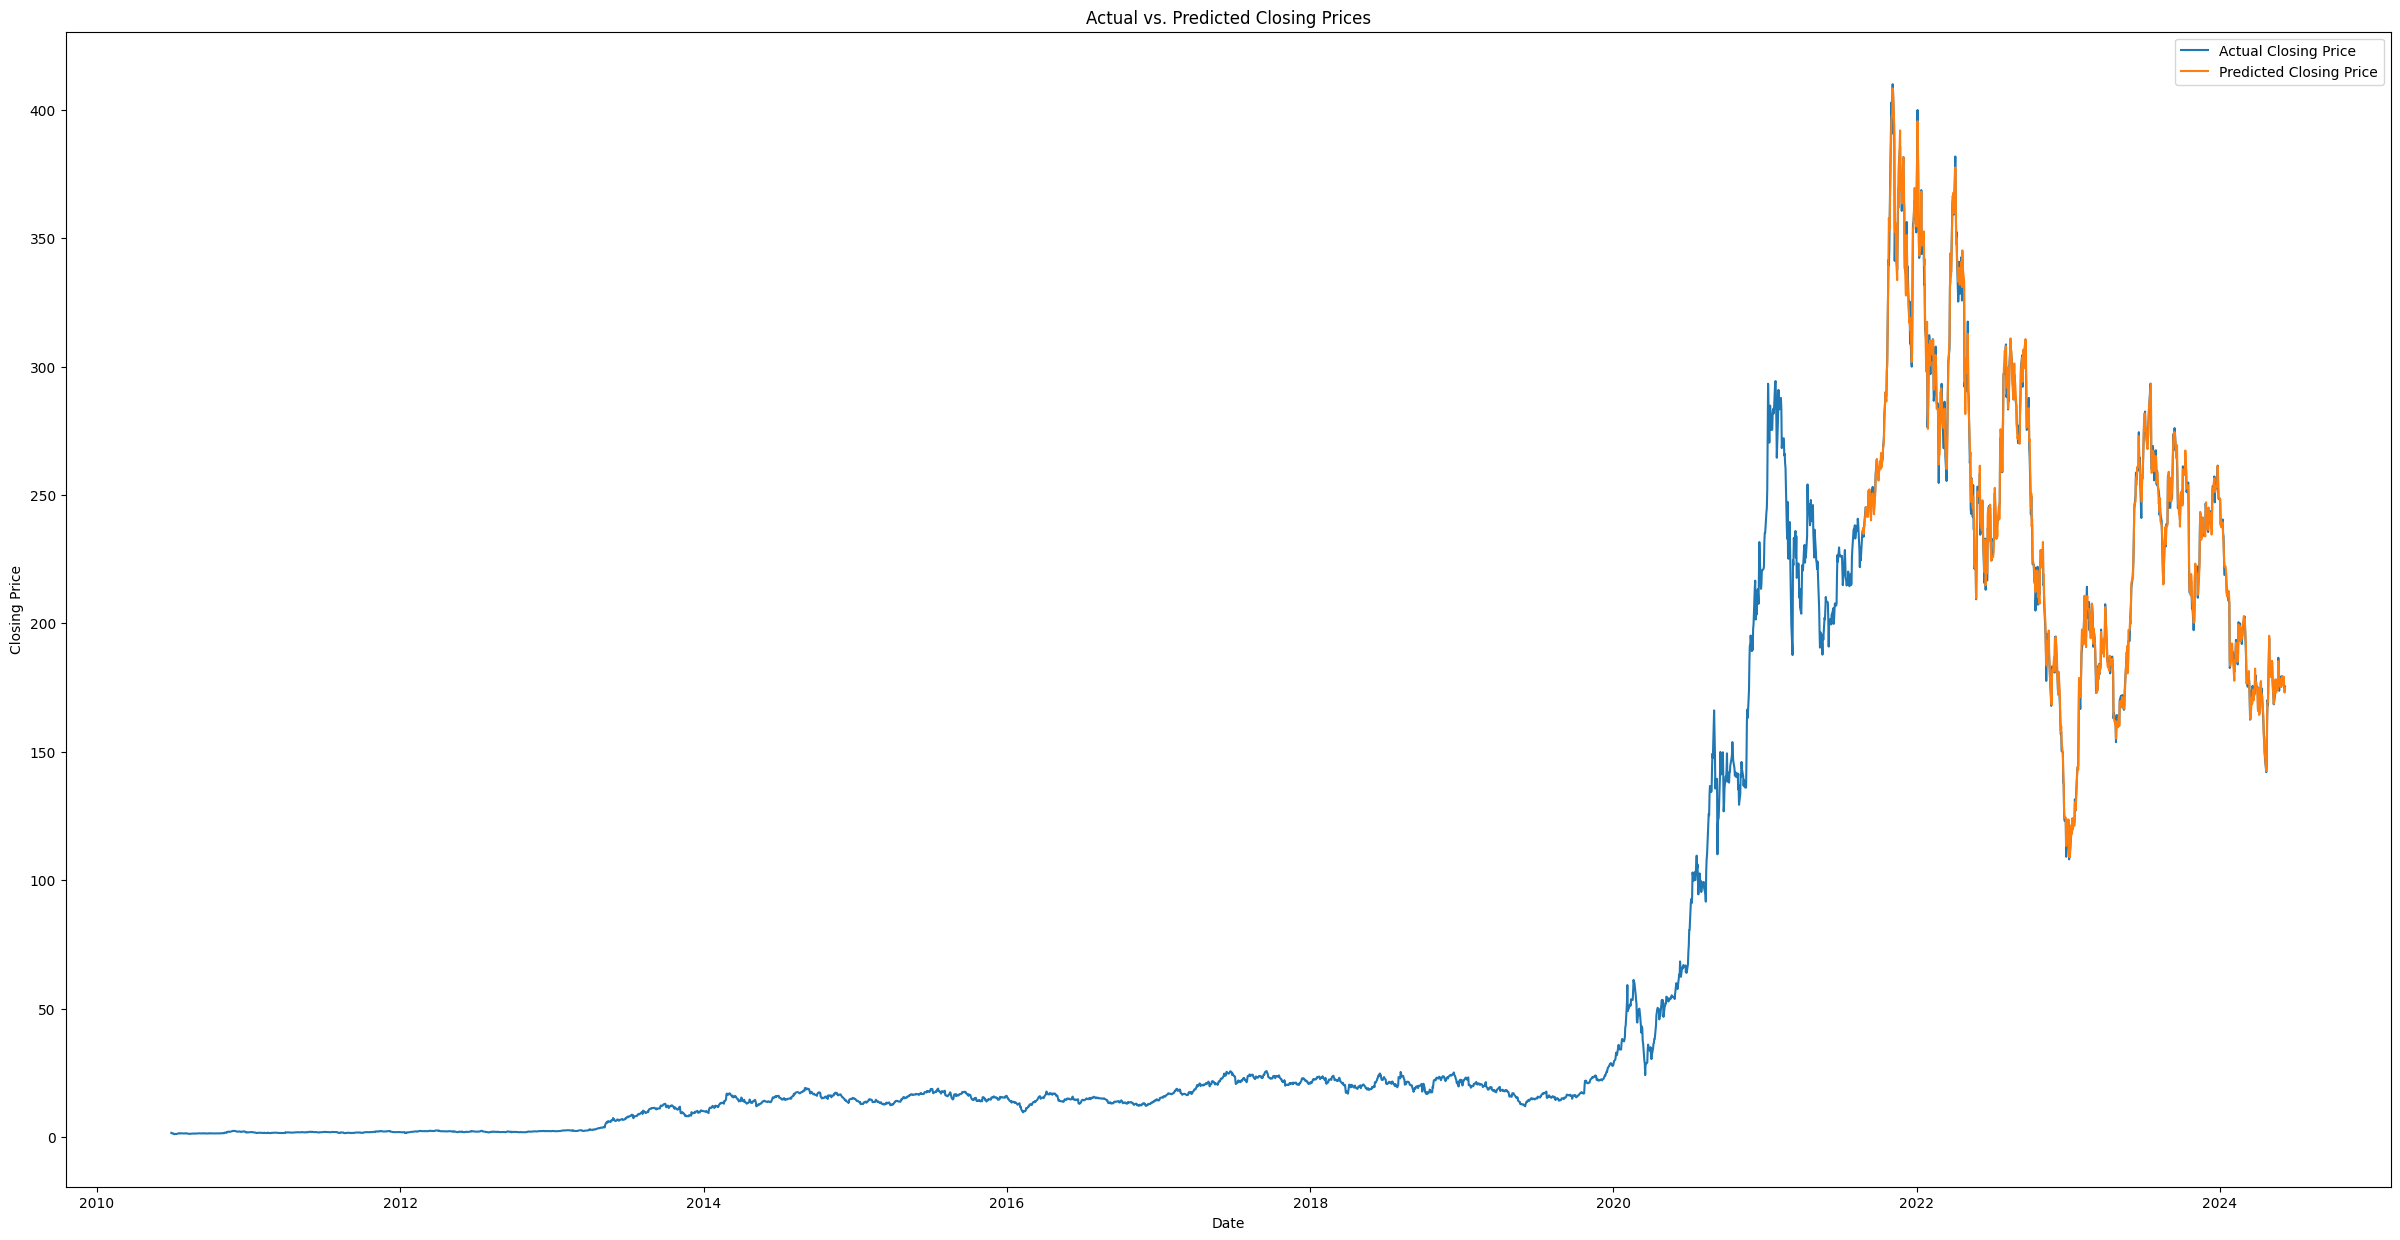 Actual vs. Predicted Closing Prices
Actual Closing Price
Predicted Closing Price
Closing Price
400
350
300
250
200
150
100
50
0
2010 2012 2014 2016 2018 2020 2022 2024
Date